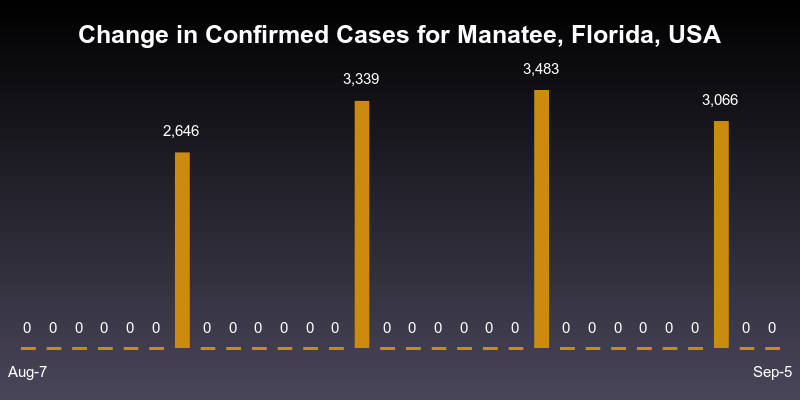 Change in Confirmed Cases for Manatee, Florida, USA
3,483
3,339
3,066
2,646
0 0 0 0 0 0 0 0 0 0 0 0 0 0 0 0 0 0 0 0 0 0 0 0 0 0
Aug-7 Sep-5